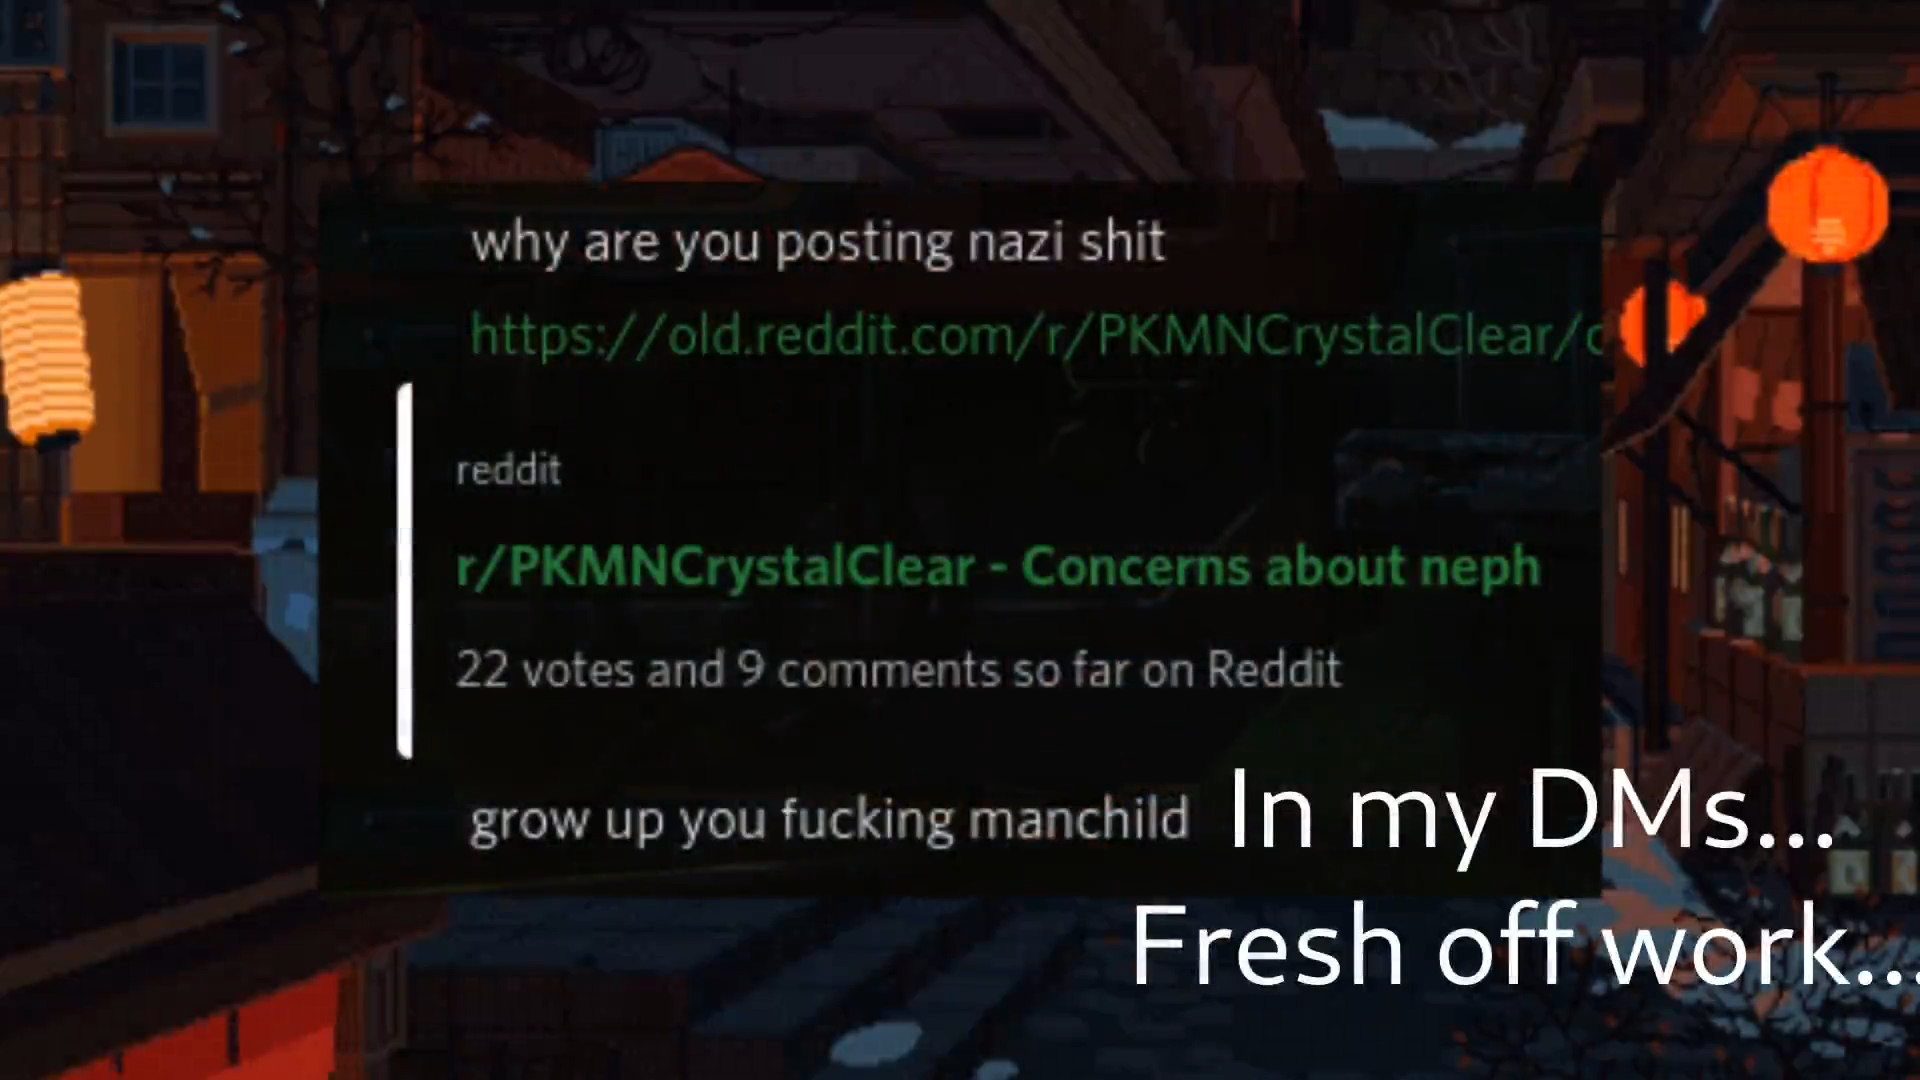 why are you posting nazi shit
https://old.reddit.com/r/PKMNCrystalClear/c
reddit
r/PKMNCrystalClear - Concerns about neph
22 votes and 9 comments so far on Reddit
grow up you fucking manchild
In my DMs...
Fresh off work...